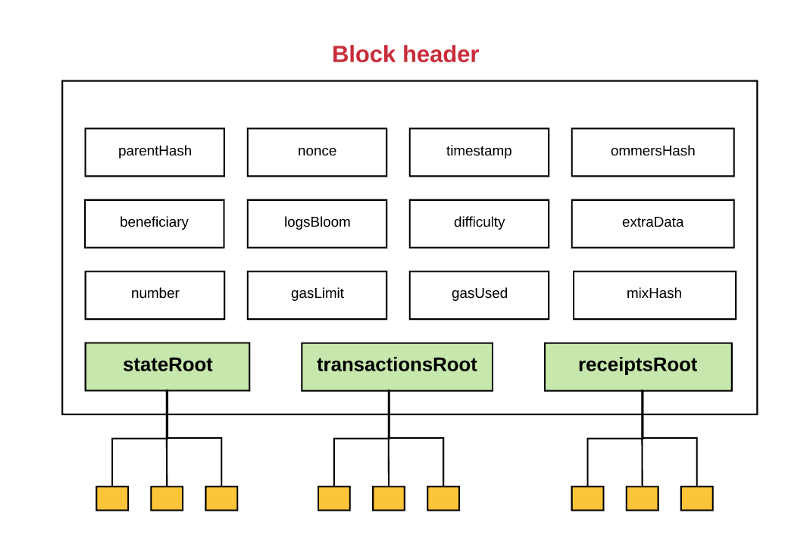 Block header
parentHash
nonce
timestamp
ommersHash
beneficiary
logsBloom
difficulty
extraData
number
gasLimit
gasUsed
mixHash
stateRoot
transactionsRoot
receiptsRoot